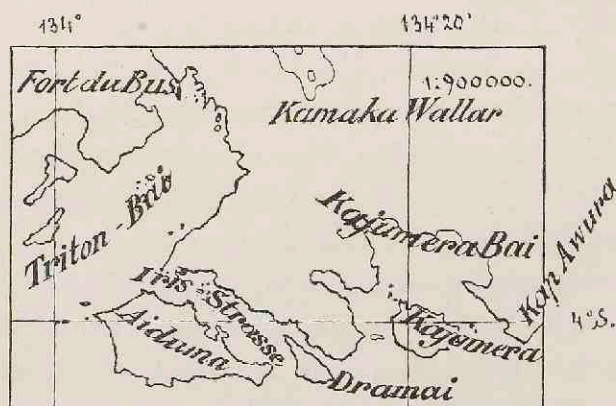 134°
134°20'
Fort du Bus
1:900000.
Kamaka Wallar
Triton-Bai
Kajumera Bai
Kap Awura
Iris-Strasse
Aiduma
Kajumera
4° S.
Dramai